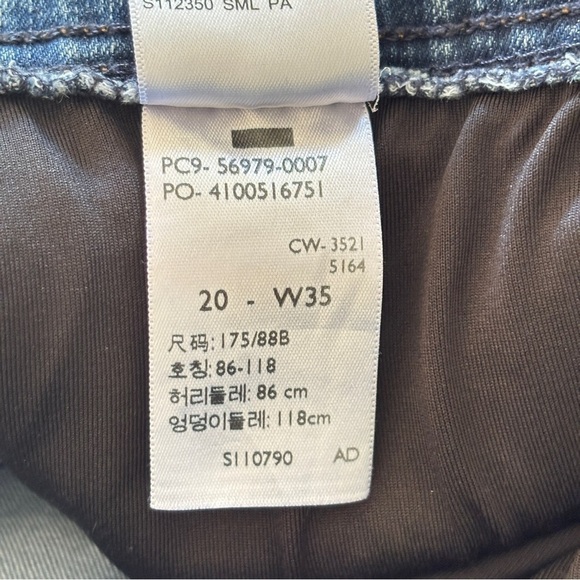 S112350 SML PA
PC9- 56979-0007
PO- 4100516751
CW- 3521
5164
20 - W35
尺码: 175/88B
호칭: 86-118
허리둘레: 86 cm
엉덩이둘레: 118cm
S110790 AD